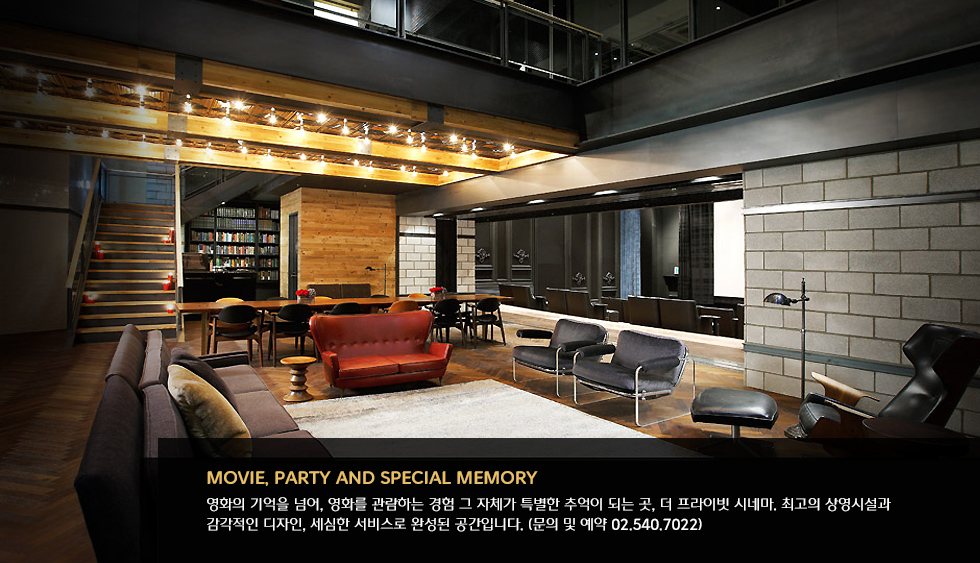 MOVIE, PARTY AND SPECIAL MEMORY
영화의 기억을 넘어, 영화를 관람하는 경험 그 자체가 특별한 추억이 되는 곳, 더 프라이빗 시네마. 최고의 상영시설과
감각적인 디자인, 세심한 서비스로 완성된 공간입니다. (문의 및 예약 02.540.7022)